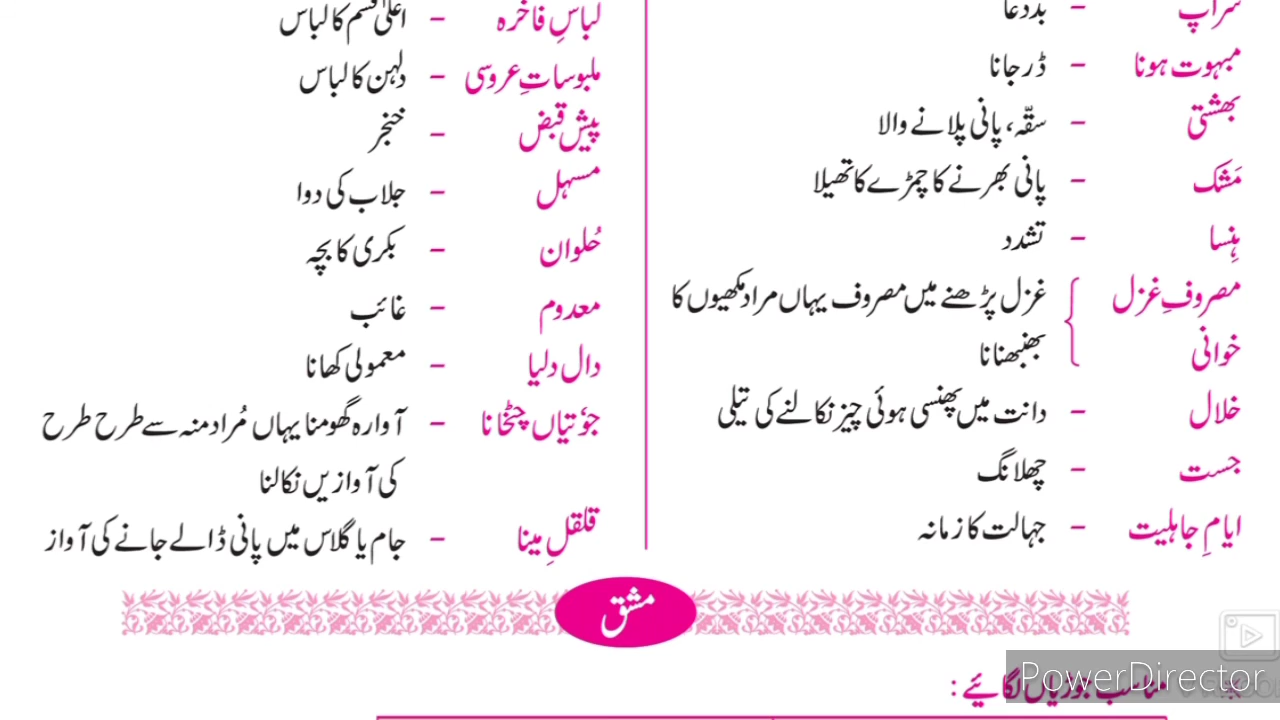 سراپ - بددعا
مبہوت ہونا - ڈر جانا
بھشتی - سقّہ، پانی پلانے والا
مَشک - پانی بھرنے کا چمڑے کا تھیلا
ہِنسا - تشدد
مصروفِ غزل خوانی - غزل پڑھنے میں مصروف یہاں مراد مکھیوں کا
بھنبھنانا
خلال - دانت میں پھنسی ہوئی چیز نکالنے کی تیلی
جست - چھلانگ
ایامِ جاہلیت - جہالت کا زمانہ
لباسِ فاخرہ - اعلیٰ قسم کا لباس
ملبوساتِ عروسی - دلہن کا لباس
پیش قبض - خنجر
مسہل - جلاب کی دوا
حُلوان - بکری کا بچہ
معدوم - غائب
دال دلیا - معمولی کھانا
جوٗتیاں چٹخانا - آوارہ گھومنا یہاں مُراد منہ سے طرح طرح
کی آوازیں نکالنا
قلقلِ مینا - جام یا گلاس میں پانی ڈالے جانے کی آواز
مشق
مناسب جوڑیاں لگائیے :
PowerDirector